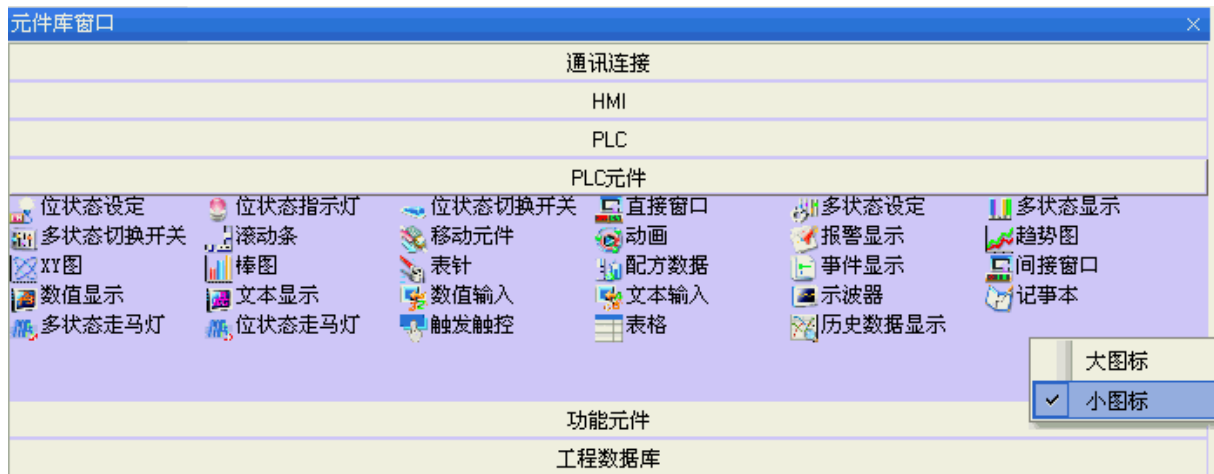 元件库窗口
通讯连接
HMI
PLC
PLC元件
位状态设定 位状态指示灯 位状态切换开关 直接窗口 多状态设定 多状态显示
多状态切换开关 滚动条 移动元件 动画 报警显示 趋势图
XY图 棒图 表针 配方数据 事件显示 间接窗口
数值显示 文本显示 数值输入 文本输入 示波器 记事本
多状态走马灯 位状态走马灯 触发触控 表格 历史数据显示
大图标
小图标
功能元件
工程数据库